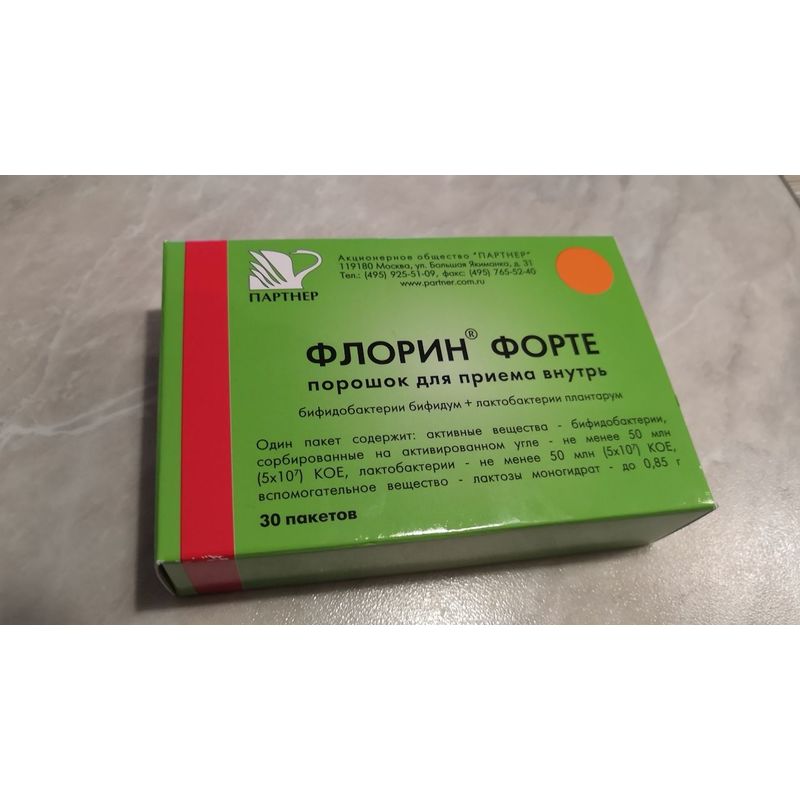 Акционерное общество "ПАРТНЕР"
119180 Москва, ул. Большая Якиманка, д. 31
Тел.: (495) 925-51-09, факс: (495) 765-52-40
www.partner.com.ru
ПАРТНЕР
ФЛОРИН® ФОРТЕ
порошок для приема внутрь
бифидобактерии бифидум + лактобактерии плантарум
Один пакет содержит: активные вещества - бифидобактерии,
сорбированные на активированном угле - не менее 50 млн
(5x10⁷) КОЕ, лактобактерии - не менее 50 млн (5x10⁷) КОЕ,
вспомогательное вещество - лактозы моногидрат - до 0,85 г
30 пакетов